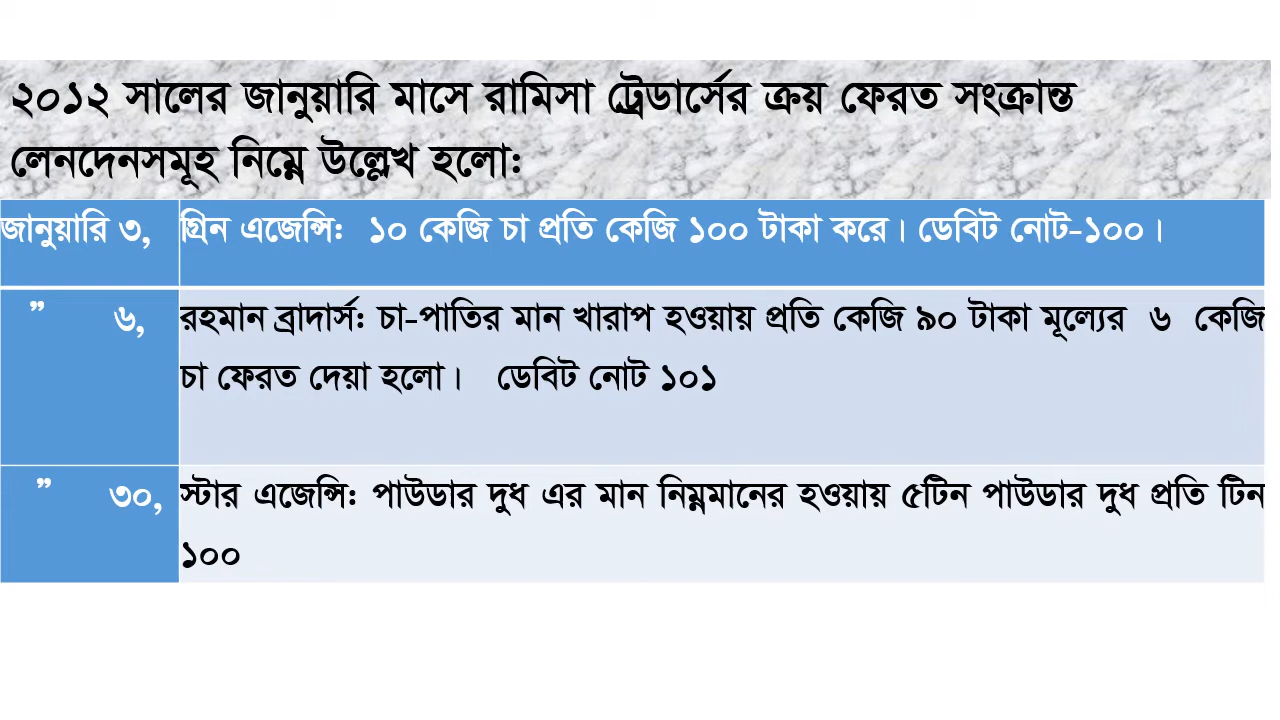 ২০১২ সালের জানুয়ারি মাসে রামিসা ট্রেডার্সের ক্রয় ফেরত সংক্রান্ত
লেনদেনসমূহ নিম্নে উল্লেখ হলো:
জানুয়ারি ৩, গ্রিন এজেন্সি: ১০ কেজি চা প্রতি কেজি ১০০ টাকা করে। ডেবিট নোট-১০০।
” ৬, রহমান ব্রাদার্স: চা-পাতির মান খারাপ হওয়ায় প্রতি কেজি ৯০ টাকা মূল্যের ৬ কেজি
চা ফেরত দেয়া হলো। ডেবিট নোট ১০১
” ৩০, স্টার এজেন্সি: পাউডার দুধ এর মান নিম্নমানের হওয়ায় ৫টিন পাউডার দুধ প্রতি টিন
১০০